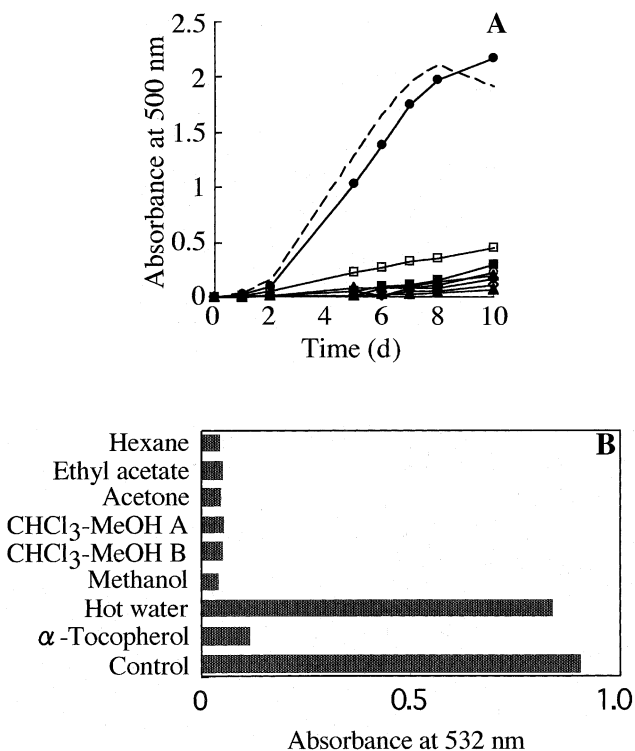 A
2.5
2
1.5
1
0.5
0
Absorbance at 500 nm
0 2 4 6 8 10
Time (d)
B
Hexane
Ethyl acetate
Acetone
CHCl3-MeOH A
CHCl3-MeOH B
Methanol
Hot water
α-Tocopherol
Control
0 0.5 1.0
Absorbance at 532 nm